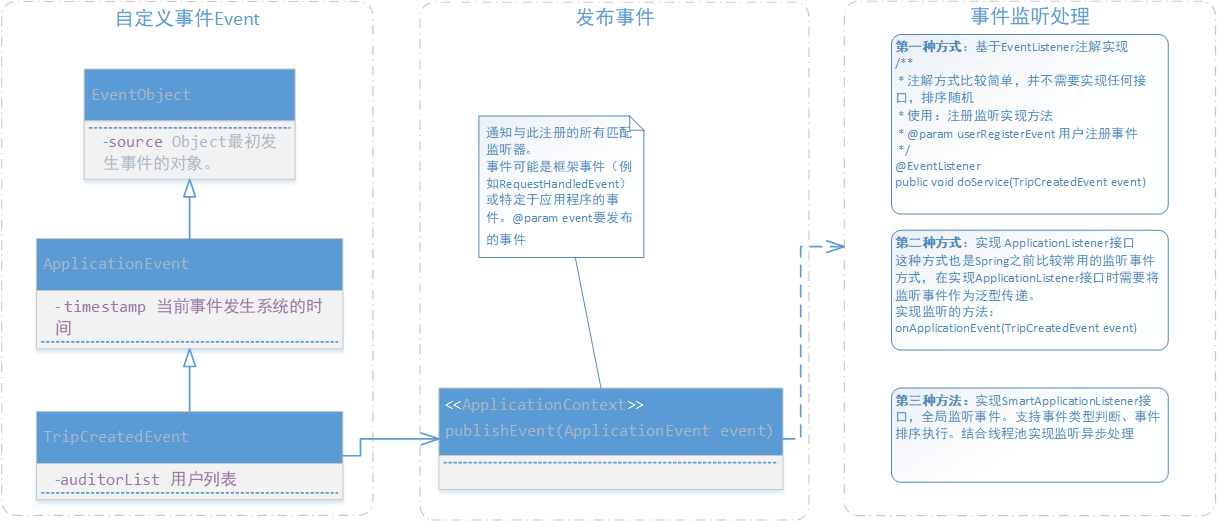 自定义事件Event
EventObject
-source Object最初发
生事件的对象。
ApplicationEvent
-timestamp 当前事件发生系统的时
间
TripCreatedEvent
-auditorList 用户列表
发布事件
通知与此注册的所有匹配
监听器。
事件可能是框架事件（例
如RequestHandledEvent）
或特定于应用程序的事
件。@param event要发布
的事件
<<ApplicationContext>>
publishEvent(ApplicationEvent event)
事件监听处理
第一种方式：基于EventListener注解实现
/**
* 注解方式比较简单，并不需要实现任何接
口，排序随机
* 使用：注册监听实现方法
* @param userRegisterEvent 用户注册事件
*/
@EventListener
public void doService(TripCreatedEvent event)
第二种方式：实现 ApplicationListener接口
这种方式也是Spring之前比较常用的监听事件
方式，在实现ApplicationListener接口时需要将
监听事件作为泛型传递。
实现监听的方法：
onApplicationEvent(TripCreatedEvent event)
第三种方法：实现SmartApplicationListener接
口，全局监听事件。支持事件类型判断、事件
排序执行。结合线程池实现监听异步处理